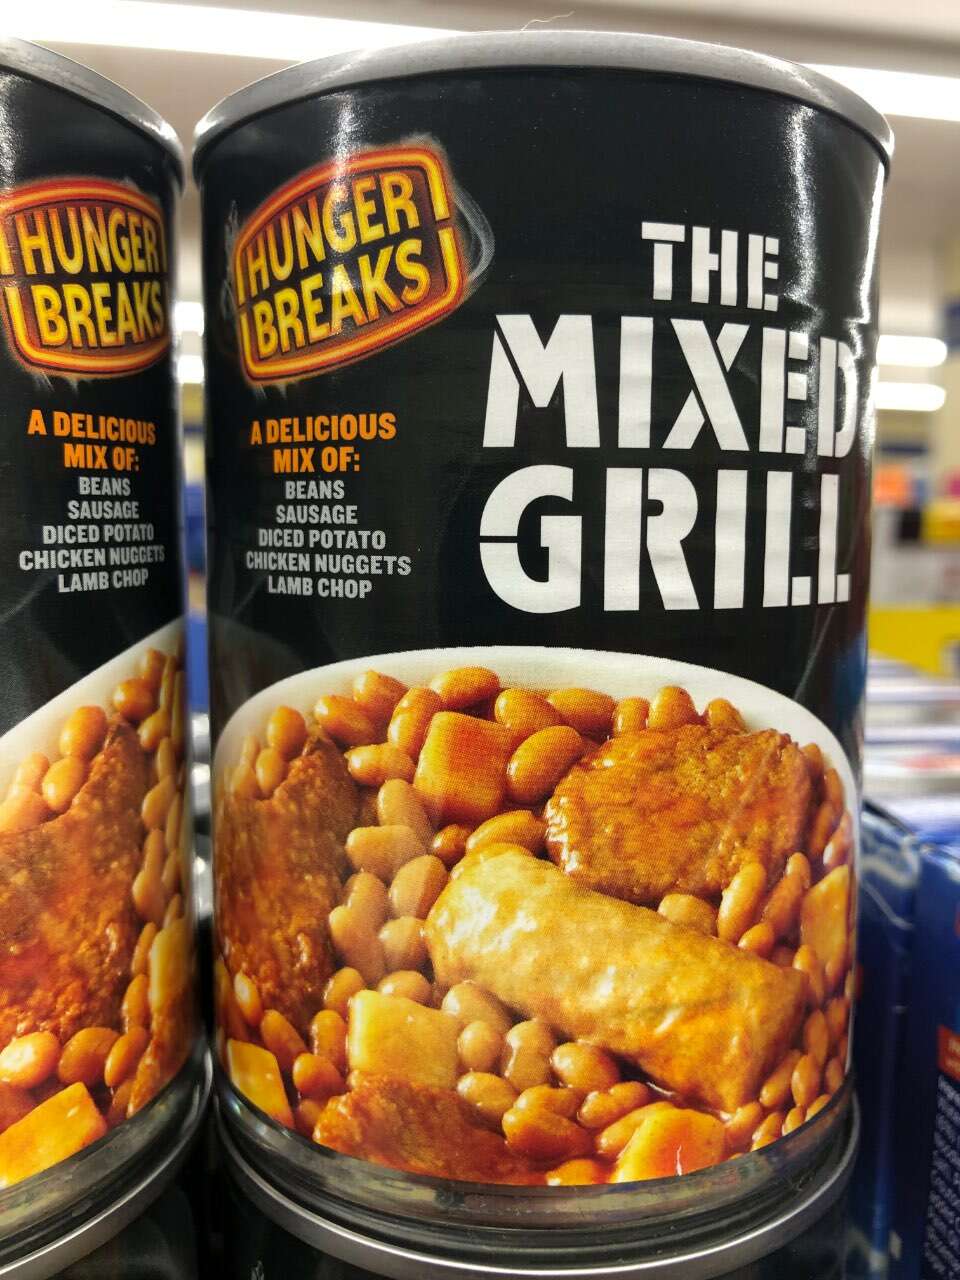 HUNGER
BREAKS
A DELICIOUS
MIX OF:
BEANS
SAUSAGE
DICED POTATO
CHICKEN NUGGETS
LAMB CHOP
HUNGER
BREAKS
A DELICIOUS
MIX OF:
BEANS
SAUSAGE
DICED POTATO
CHICKEN NUGGETS
LAMB CHOP
THE
MIXED
GRILL